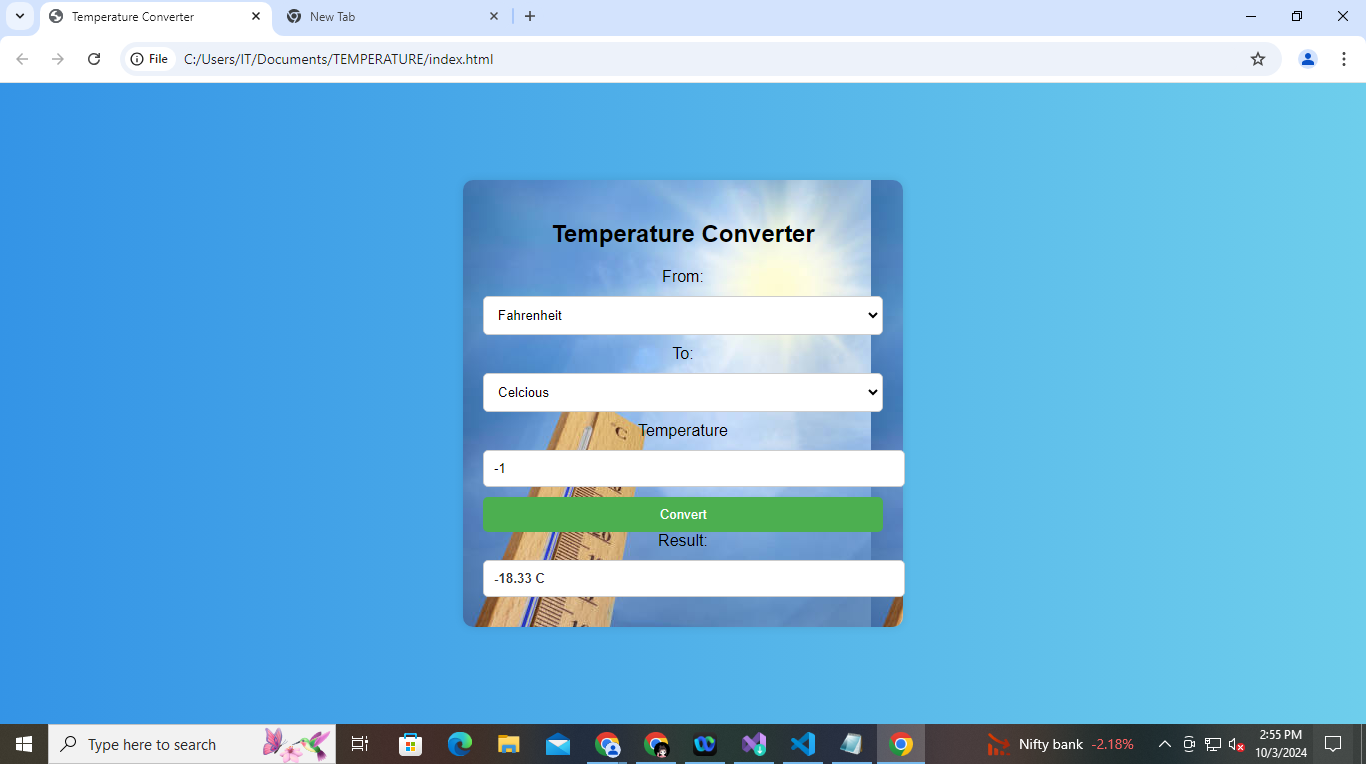 Temperature Converter
New Tab
File
C:/Users/IT/Documents/TEMPERATURE/index.html
Temperature Converter
From:
Fahrenheit
To:
Celcious
°C
Temperature
-1
Convert
Result:
-18.33 C
Type here to search
Nifty bank -2.18%
2:55 PM
10/3/2024